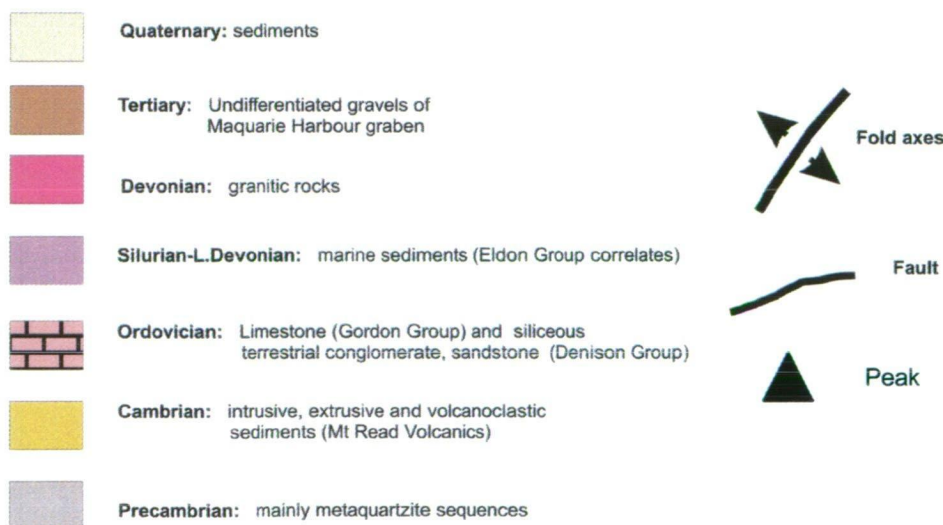 Quaternary: sediments
Tertiary: Undifferentiated gravels of
Maquarie Harbour graben
Devonian: granitic rocks
Silurian-L.Devonian: marine sediments (Eldon Group correlates)
Ordovician: Limestone (Gordon Group) and siliceous
terrestrial conglomerate, sandstone (Denison Group)
Cambrian: intrusive, extrusive and volcanoclastic
sediments (Mt Read Volcanics)
Precambrian: mainly metaquartzite sequences
Fold axes
Fault
Peak